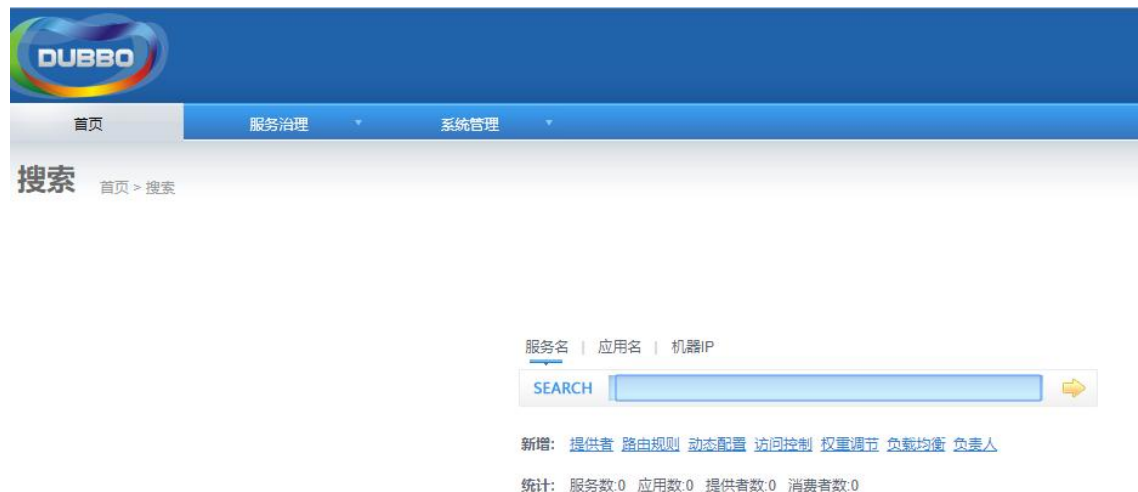 DUBBO
首页 服务治理 系统管理
搜索 首页 > 搜索
服务名 | 应用名 | 机器IP
SEARCH
新增: 提供者 路由规则 动态配置 访问控制 权重调节 负载均衡 负责人
统计: 服务数:0 应用数:0 提供者数:0 消费者数:0